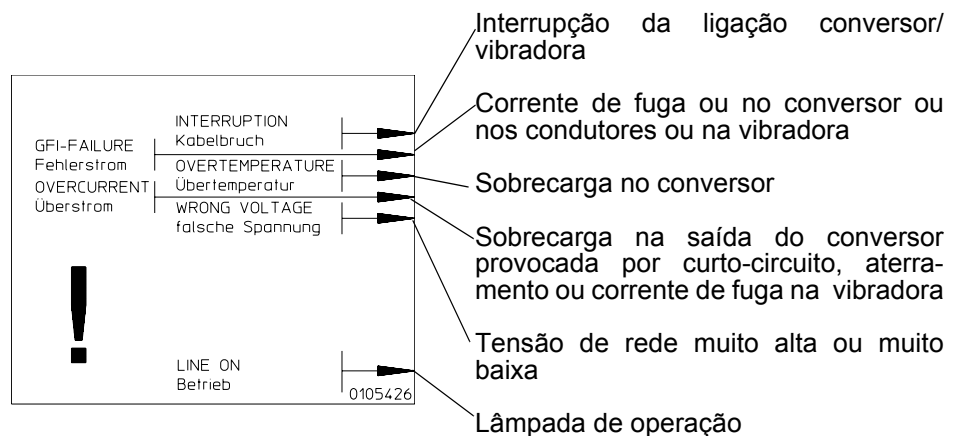 INTERRUPTION
Kabelbruch
GFI-FAILURE
Fehlerstrom
OVERTEMPERATURE
Übertemperatur
OVERCURRENT
Überstrom
WRONG VOLTAGE
falsche Spannung
!
LINE ON
Betrieb
0105426
Interrupção da ligação conversor/
vibradora
Corrente de fuga ou no conversor ou
nos condutores ou na vibradora
Sobrecarga no conversor
Sobrecarga na saída do conversor
provocada por curto-circuito, aterra-
mento ou corrente de fuga na vibradora
Tensão de rede muito alta ou muito
baixa
Lâmpada de operação